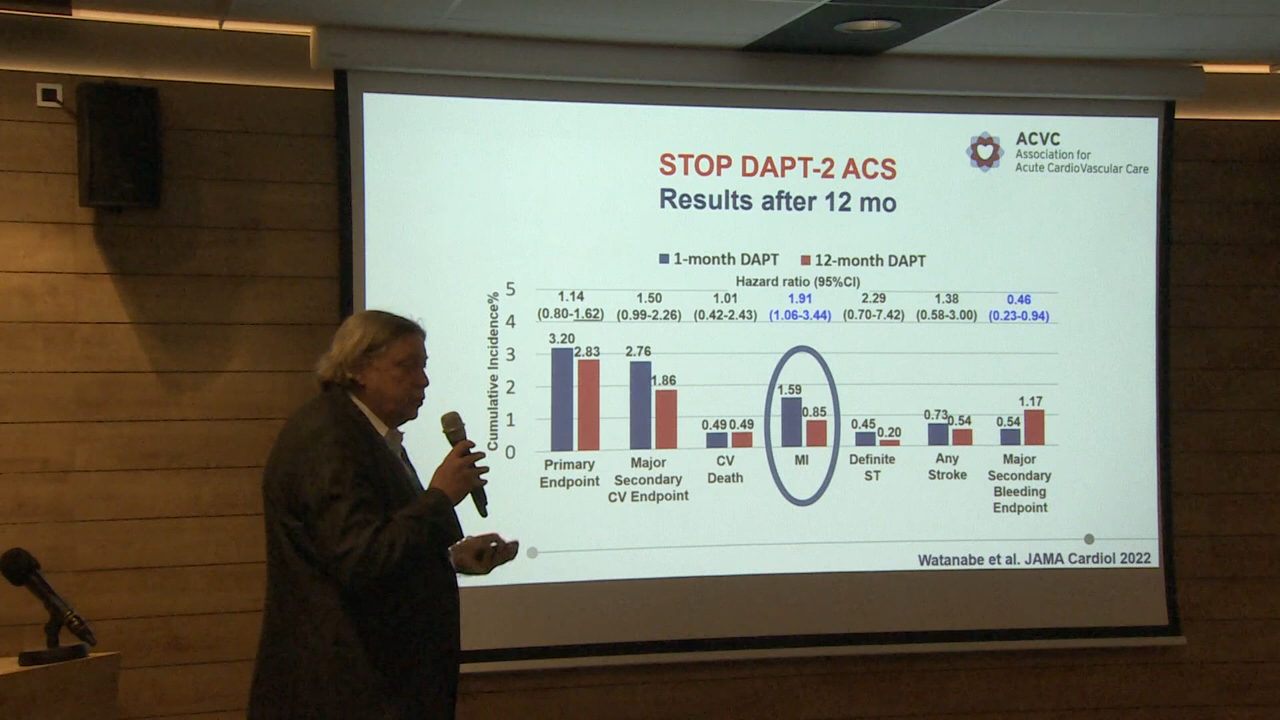 ACVC
Association for
Acute CardioVascular Care
STOP DAPT-2 ACS
Results after 12 mo
1-month DAPT 12-month DAPT
Hazard ratio (95%CI)
Cumulative Incidence%
5
4
3
2
1
0
1.14 1.50 1.01 1.91 2.29 1.38 0.46
(0.80-1.62) (0.99-2.26) (0.42-2.43) (1.06-3.44) (0.70-7.42) (0.58-3.00) (0.23-0.94)
3.20 2.83 2.76 1.86 0.49 0.49 1.59 0.85 0.45 0.20 0.73 0.54 0.54 1.17
Primary
Endpoint
Major
Secondary
CV Endpoint
CV
Death
MI
Definite
ST
Any
Stroke
Major
Secondary
Bleeding
Endpoint
Watanabe et al. JAMA Cardiol 2022